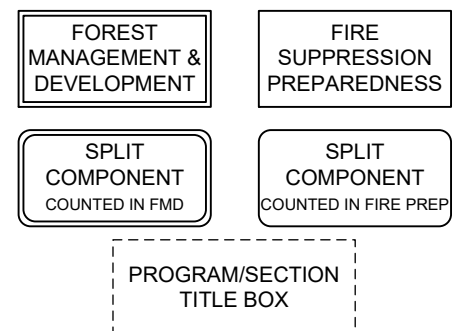 FOREST
MANAGEMENT &
DEVELOPMENT
FIRE
SUPPRESSION
PREPAREDNESS
SPLIT
COMPONENT
COUNTED IN FMD
SPLIT
COMPONENT
COUNTED IN FIRE PREP
PROGRAM/SECTION
TITLE BOX